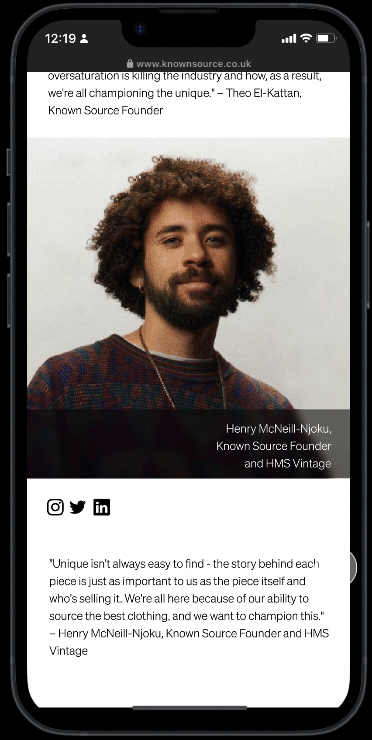 12:19
www.knownsource.co.uk
oversaturation is killing the industry and how, as a result,
we're all championing the unique." – Theo El-Kattan,
Known Source Founder
Henry McNeill-Njoku,
Known Source Founder
and HMS Vintage
"Unique isn't always easy to find - the story behind each
piece is just as important to us as the piece itself and
who's selling it. We're all here because of our ability to
source the best clothing, and we want to champion this."
– Henry McNeill-Njoku, Known Source Founder and HMS
Vintage